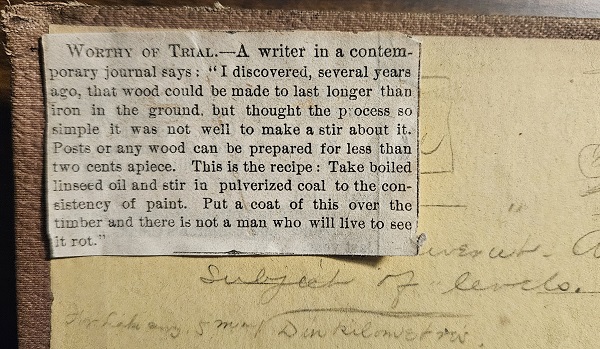 WORTHY OF TRIAL.—A writer in a contem-
porary journal says: "I discovered, several years
ago, that wood could be made to last longer than
iron in the ground, but thought the process so
simple it was not well to make a stir about it.
Posts or any wood can be prepared for less than
two cents apiece. This is the recipe: Take boiled
linseed oil and stir in pulverized coal to the con-
sistency of paint. Put a coat of this over the
timber and there is not a man who will live to see
it rot."
subject of levels.